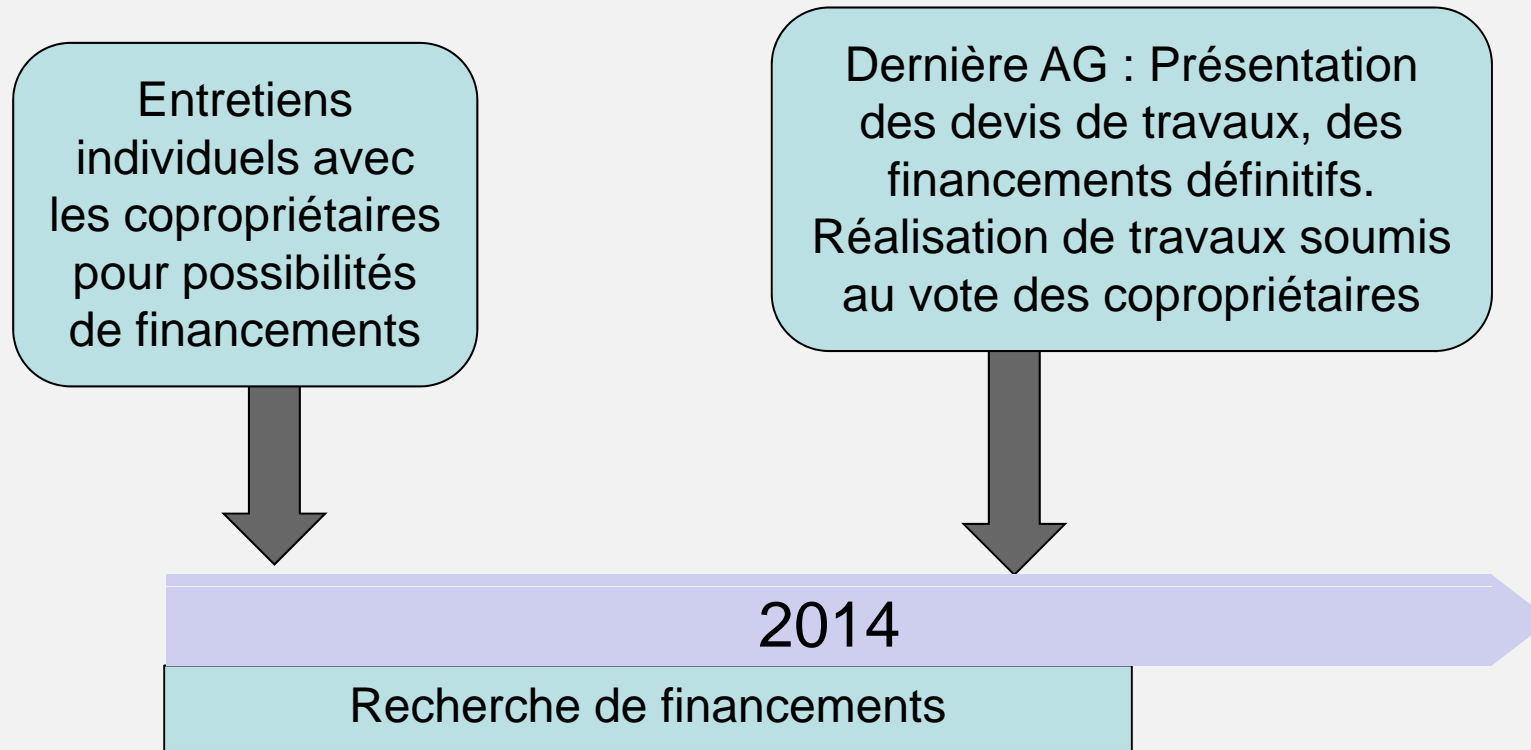 Entretiens
individuels avec
les copropriétaires
pour possibilités
de financements
Dernière AG : Présentation
des devis de travaux, des
financements définitifs.
Réalisation de travaux soumis
au vote des copropriétaires
2014
Recherche de financements